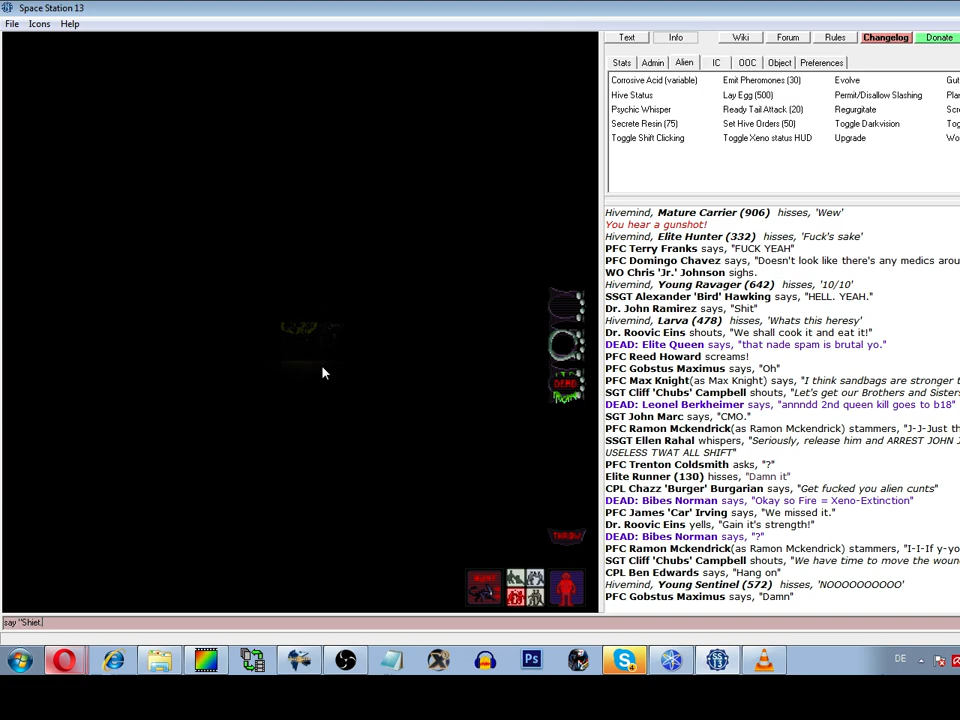 Space Station 13
File Icons Help
Text Info Wiki Forum Rules Changelog Donate
Stats Admin Alien IC OOC Object Preferences
Corrosive Acid (variable) Emit Pheromones (30) Evolve Gut
Hive Status Lay Egg (500) Permit/Disallow Slashing Plan
Psychic Whisper Ready Tail Attack (20) Regurgitate Scr
Secrete Resin (75) Set Hive Orders (50) Toggle Darkvision Tog
Toggle Shift Clicking Toggle Xeno status HUD Upgrade Wo
Hivemind, Mature Carrier (906) hisses, 'Wew'
You hear a gunshot!
Hivemind, Elite Hunter (332) hisses, 'Fuck's sake'
PFC Terry Franks says, "FUCK YEAH"
PFC Domingo Chavez says, "Doesn't look like there's any medics arou
WO Chris 'Jr.' Johnson sighs.
Hivemind, Young Ravager (642) hisses, '10/10'
SSGT Alexander 'Bird' Hawking says, "HELL. YEAH."
Dr. John Ramirez says, "Shit"
Hivemind, Larva (478) hisses, 'Whats this heresy'
Dr. Roovic Eins shouts, "We shall cook it and eat it!"
DEAD: Elite Queen says, "that nade spam is brutal yo."
PFC Reed Howard screams!
PFC Gobstus Maximus says, "Oh"
PFC Max Knight(as Max Knight) says, "I think sandbags are stronger t
SGT Cliff 'Chubs' Campbell shouts, "Let's get our Brothers and Sisters
DEAD: Leonel Berkheimer says, "annndd 2nd queen kill goes to b18"
SGT John Marc says, "CMO."
PFC Ramon Mckendrick(as Ramon Mckendrick) stammers, "J-J-Just th
SSGT Ellen Rahal whispers, "Seriously, release him and ARREST JOHN J
USELESS TWAT ALL SHIFT"
PFC Trenton Coldsmith asks, "?"
Elite Runner (130) hisses, "Damn it"
CPL Chazz 'Burger' Burgarian says, "Get fucked you alien cunts"
DEAD: Bibes Norman says, "Okay so Fire = Xeno-Extinction"
PFC James 'Car' Irving says, "We missed it."
Dr. Roovic Eins yells, "Gain it's strength!"
DEAD: Bibes Norman says, "?"
PFC Ramon Mckendrick(as Ramon Mckendrick) stammers, "I-I-If y-yo
SGT Cliff 'Chubs' Campbell shouts, "We have time to move the woun
CPL Ben Edwards says, "Hang on"
Hivemind, Young Sentinel (572) hisses, 'NOOOOOOOOOO'
PFC Gobstus Maximus says, "Damn"
DEAD
THROW
say "Shiet.
Ps
DE